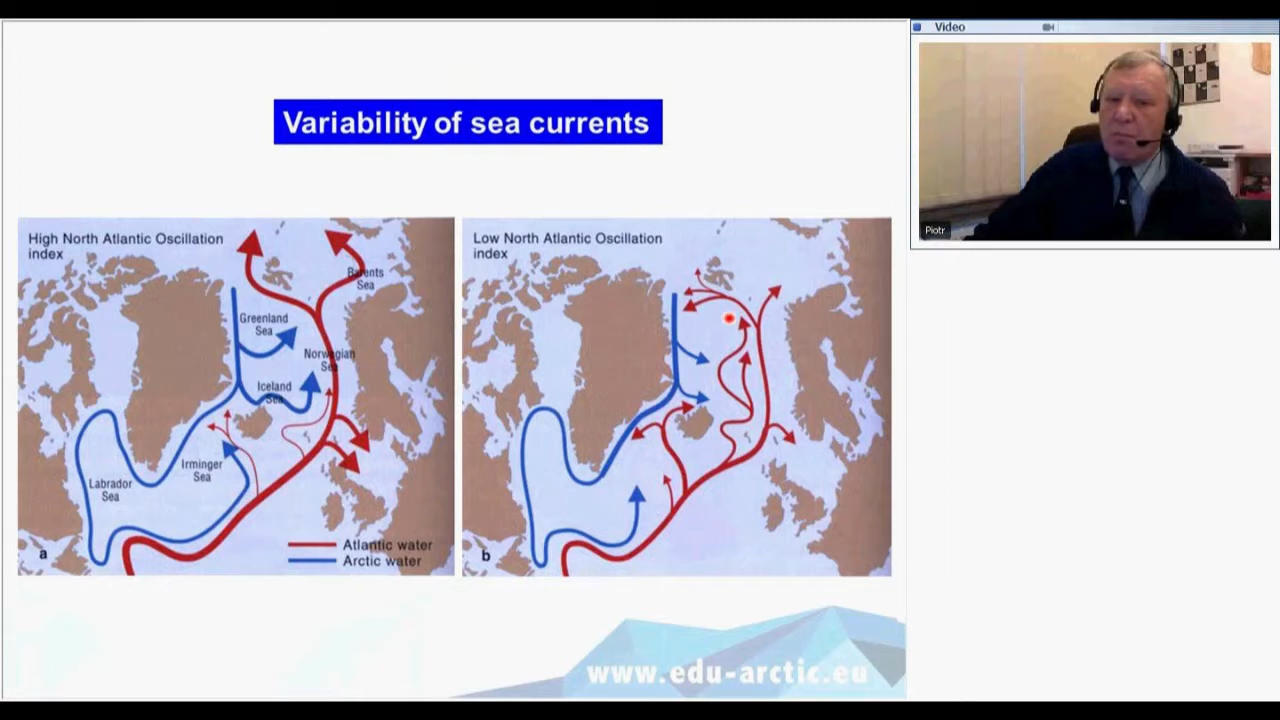 Video
Piotr
Variability of sea currents
High North Atlantic Oscillation
index
Barents
Sea
Greenland
Sea
Norwegian
Sea
Iceland
Sea
Irminger
Sea
Labrador
Sea
Atlantic water
Arctic water
a
Low North Atlantic Oscillation
index
b
www.edu-arctic.eu